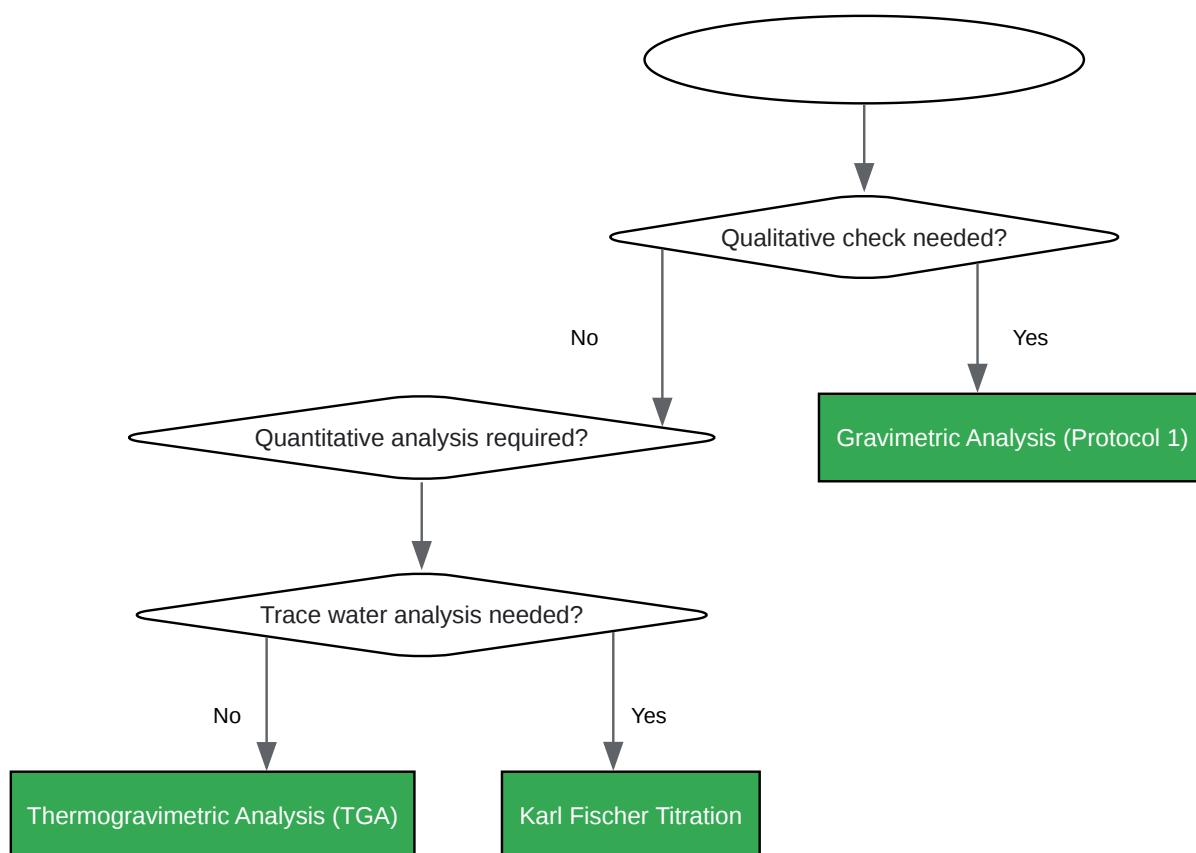 Qualitative check needed?
No
Yes
Gravimetric Analysis (Protocol 1)
Quantitative analysis required?
Trace water analysis needed?
No
Yes
Thermogravimetric Analysis (TGA)
Karl Fischer Titration